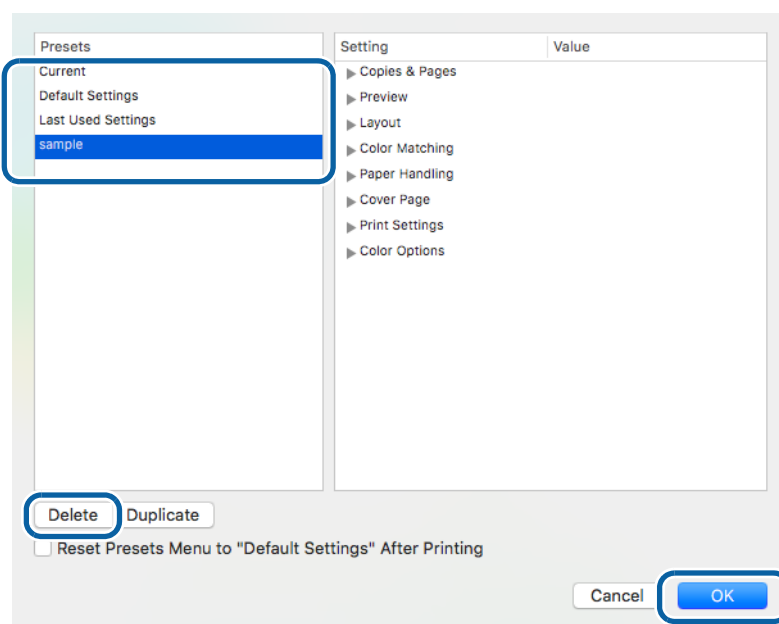 Presets
Current
Default Settings
Last Used Settings
sample
Setting Value
Copies & Pages
Preview
Layout
Color Matching
Paper Handling
Cover Page
Print Settings
Color Options
Delete Duplicate
Reset Presets Menu to "Default Settings" After Printing
Cancel OK